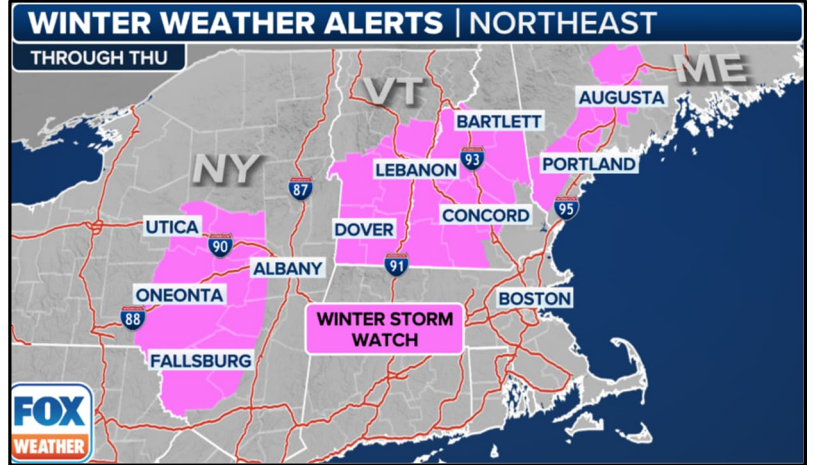 WINTER WEATHER ALERTS | NORTHEAST
THROUGH THU
ME
VT
AUGUSTA
BARTLETT
93
PORTLAND
NY
LEBANON
87
95
CONCORD
UTICA
DOVER
90
91
ALBANY
ONEONTA
BOSTON
88
WINTER STORM
WATCH
FALLSBURG
FOX
WEATHER